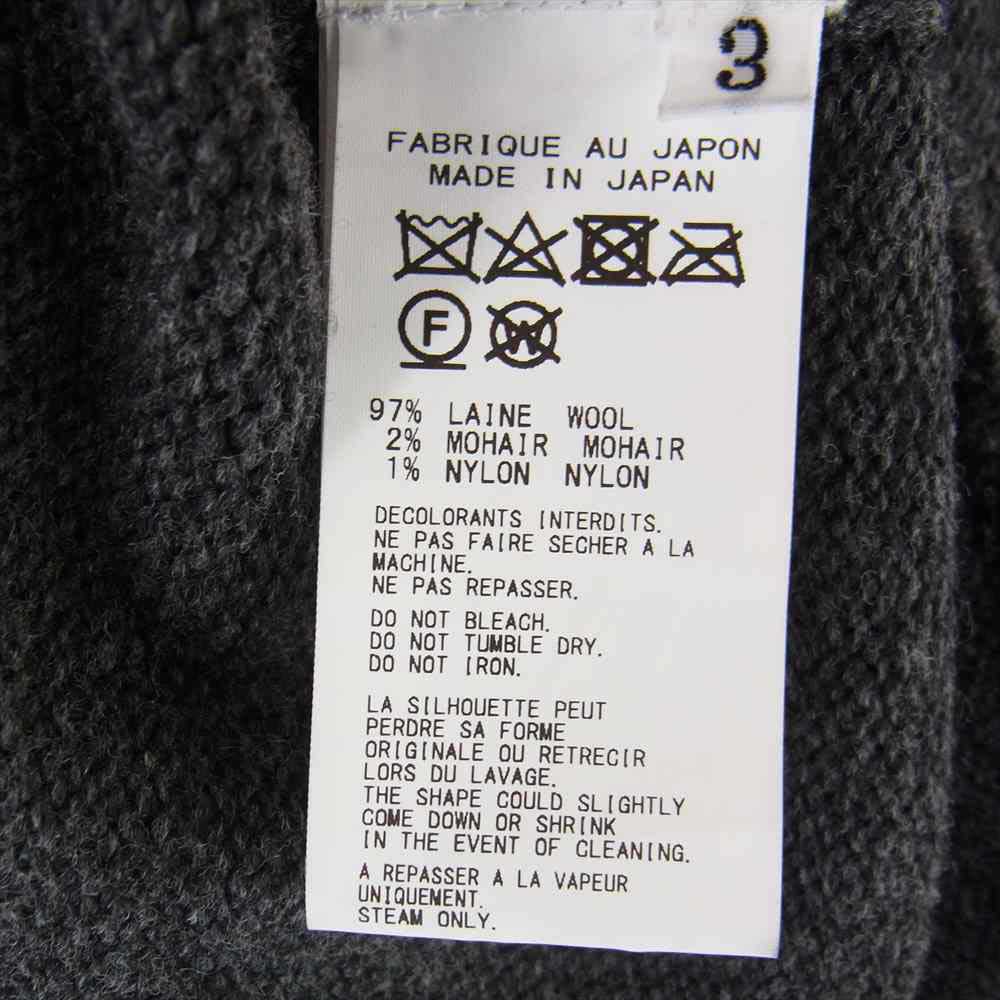 3
FABRIQUE AU JAPON
MADE IN JAPAN
F W
97% LAINE WOOL
2% MOHAIR MOHAIR
1% NYLON NYLON
DECOLORANTS INTERDITS.
NE PAS FAIRE SECHER A LA
MACHINE.
NE PAS REPASSER.
DO NOT BLEACH.
DO NOT TUMBLE DRY.
DO NOT IRON.
LA SILHOUETTE PEUT
PERDRE SA FORME
ORIGINALE OU RETRECIR
LORS DU LAVAGE.
THE SHAPE COULD SLIGHTLY
COME DOWN OR SHRINK
IN THE EVENT OF CLEANING.
A REPASSER A LA VAPEUR
UNIQUEMENT.
STEAM ONLY.